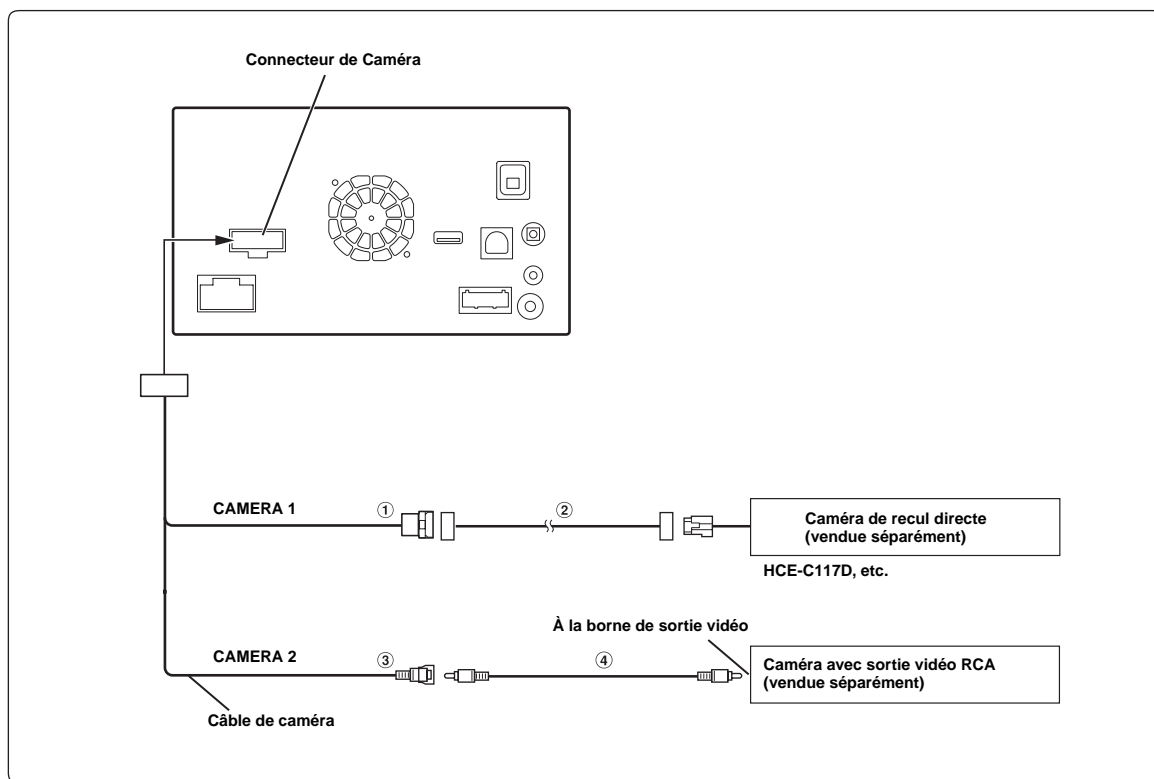 Connecteur de Caméra
CAMERA 1
①
②
Caméra de recul directe
(vendue séparément)
HCE-C117D, etc.
À la borne de sortie vidéo
CAMERA 2
③
④
Caméra avec sortie vidéo RCA
(vendue séparément)
Câble de caméra